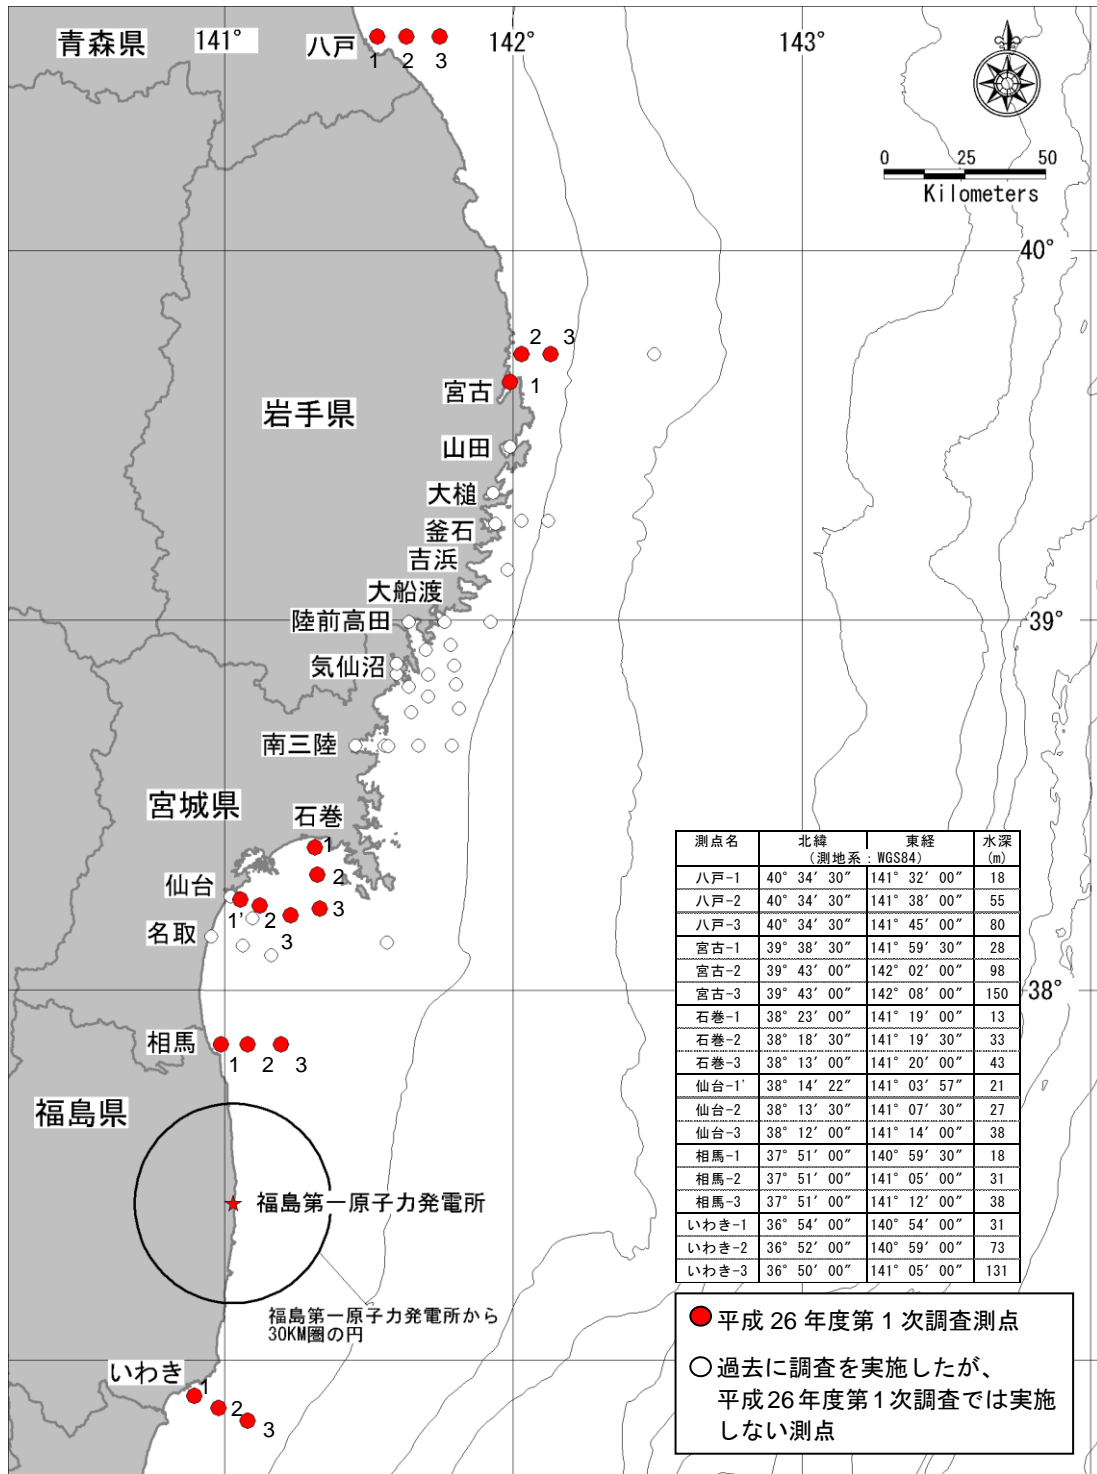 青森県
141°
八戸
142°
143°
1 2 3
0 25 50
Kilometers
40°
2 3
宮古
1
岩手県
山田
大槌
釜石
吉浜
大船渡
陸前高田
39°
気仙沼
南三陸
宮城県
石巻
1
2
仙台
3
1' 2
3
名取
38°
相馬
1 2 3
福島県
福島第一原子力発電所
福島第一原子力発電所から
30KM圏の円
いわき
1
2
3
測点名 北緯 東経 水深
(測地系:WGS84) (m)
八戸-1 40° 34′ 30″ 141° 32′ 00″ 18
八戸-2 40° 34′ 30″ 141° 38′ 00″ 55
八戸-3 40° 34′ 30″ 141° 45′ 00″ 80
宮古-1 39° 38′ 30″ 141° 59′ 30″ 28
宮古-2 39° 43′ 00″ 142° 02′ 00″ 98
宮古-3 39° 43′ 00″ 142° 08′ 00″ 150
石巻-1 38° 23′ 00″ 141° 19′ 00″ 13
石巻-2 38° 18′ 30″ 141° 19′ 30″ 33
石巻-3 38° 13′ 00″ 141° 20′ 00″ 43
仙台-1' 38° 14′ 22″ 141° 03′ 57″ 21
仙台-2 38° 13′ 30″ 141° 07′ 30″ 27
仙台-3 38° 12′ 00″ 141° 14′ 00″ 38
相馬-1 37° 51′ 00″ 140° 59′ 30″ 18
相馬-2 37° 51′ 00″ 141° 05′ 00″ 31
相馬-3 37° 51′ 00″ 141° 12′ 00″ 38
いわき-1 36° 54′ 00″ 140° 54′ 00″ 31
いわき-2 36° 52′ 00″ 140° 59′ 00″ 73
いわき-3 36° 50′ 00″ 141° 05′ 00″ 131
平成 26 年度第 1 次調査測点
過去に調査を実施したが、
平成26年度第1次調査では実施
しない測点